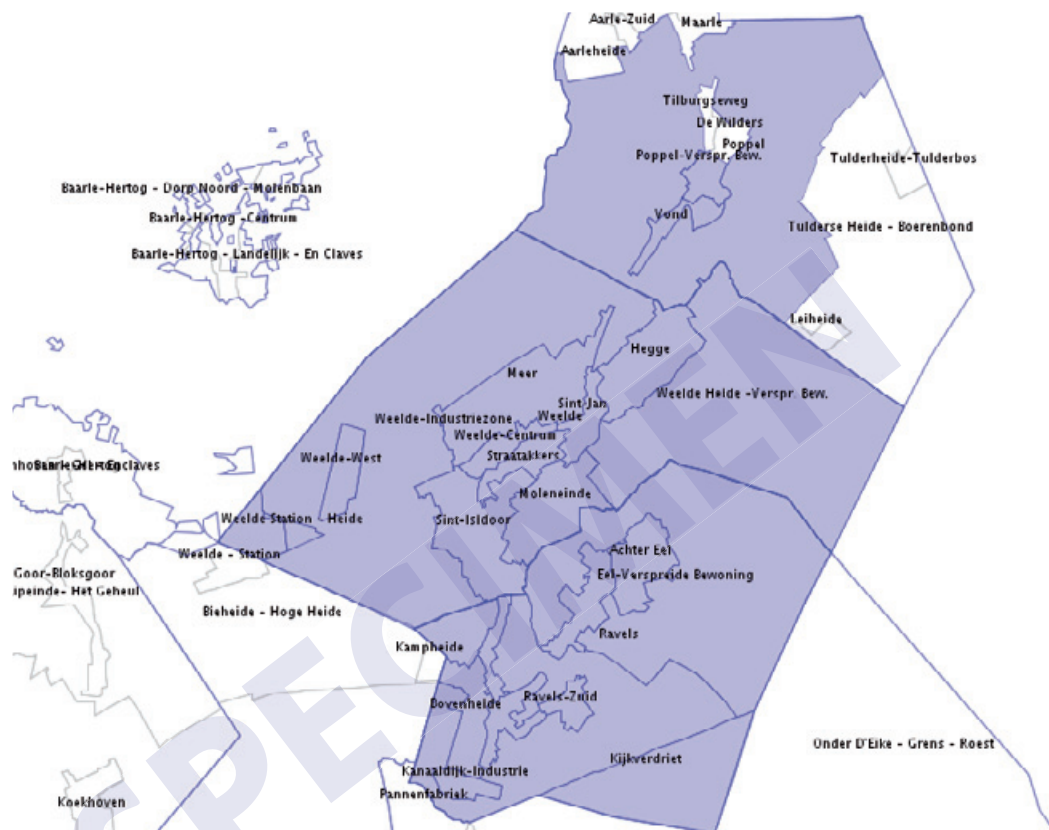 Aarle-Zuid
Maarle
Aarleheide
Tilburgseweg
De Wilders
Poppel
Poppel-Verspr. Bew.
Tulderheide-Tulderbos
Baarle-Hertog - Dorp Noord - Molenbaan
Baarle-Hertog -Centrum
Vond
Tulderse Heide - Boerenbond
Baarle-Hertog - Landelijk - En Claves
Leiheide
Hegge
Meer
Weelde Heide -Verspr. Bew.
Sint-Jan
Weelde-Industriezone
Weelde
Weelde-Centrum
Straatakkers
Weelde-West
Moleneinde
Weelde Station
- Heide
Sint-Isidoor
Weelde - Station
Achter Eel
Goor-Bloksgoor
Eel-Verspreide Bewoning
ipeinde- Het Geheul
Bieheide - Hoge Heide
Ravels
Kampheide
Ravels-Zuid
Bovenheide
Onder D'Eike - Grens - Roest
Kijkverdriet
Kanaaldijk-Industrie
Pannenfabriek
Koekhoven
SPECIMEN